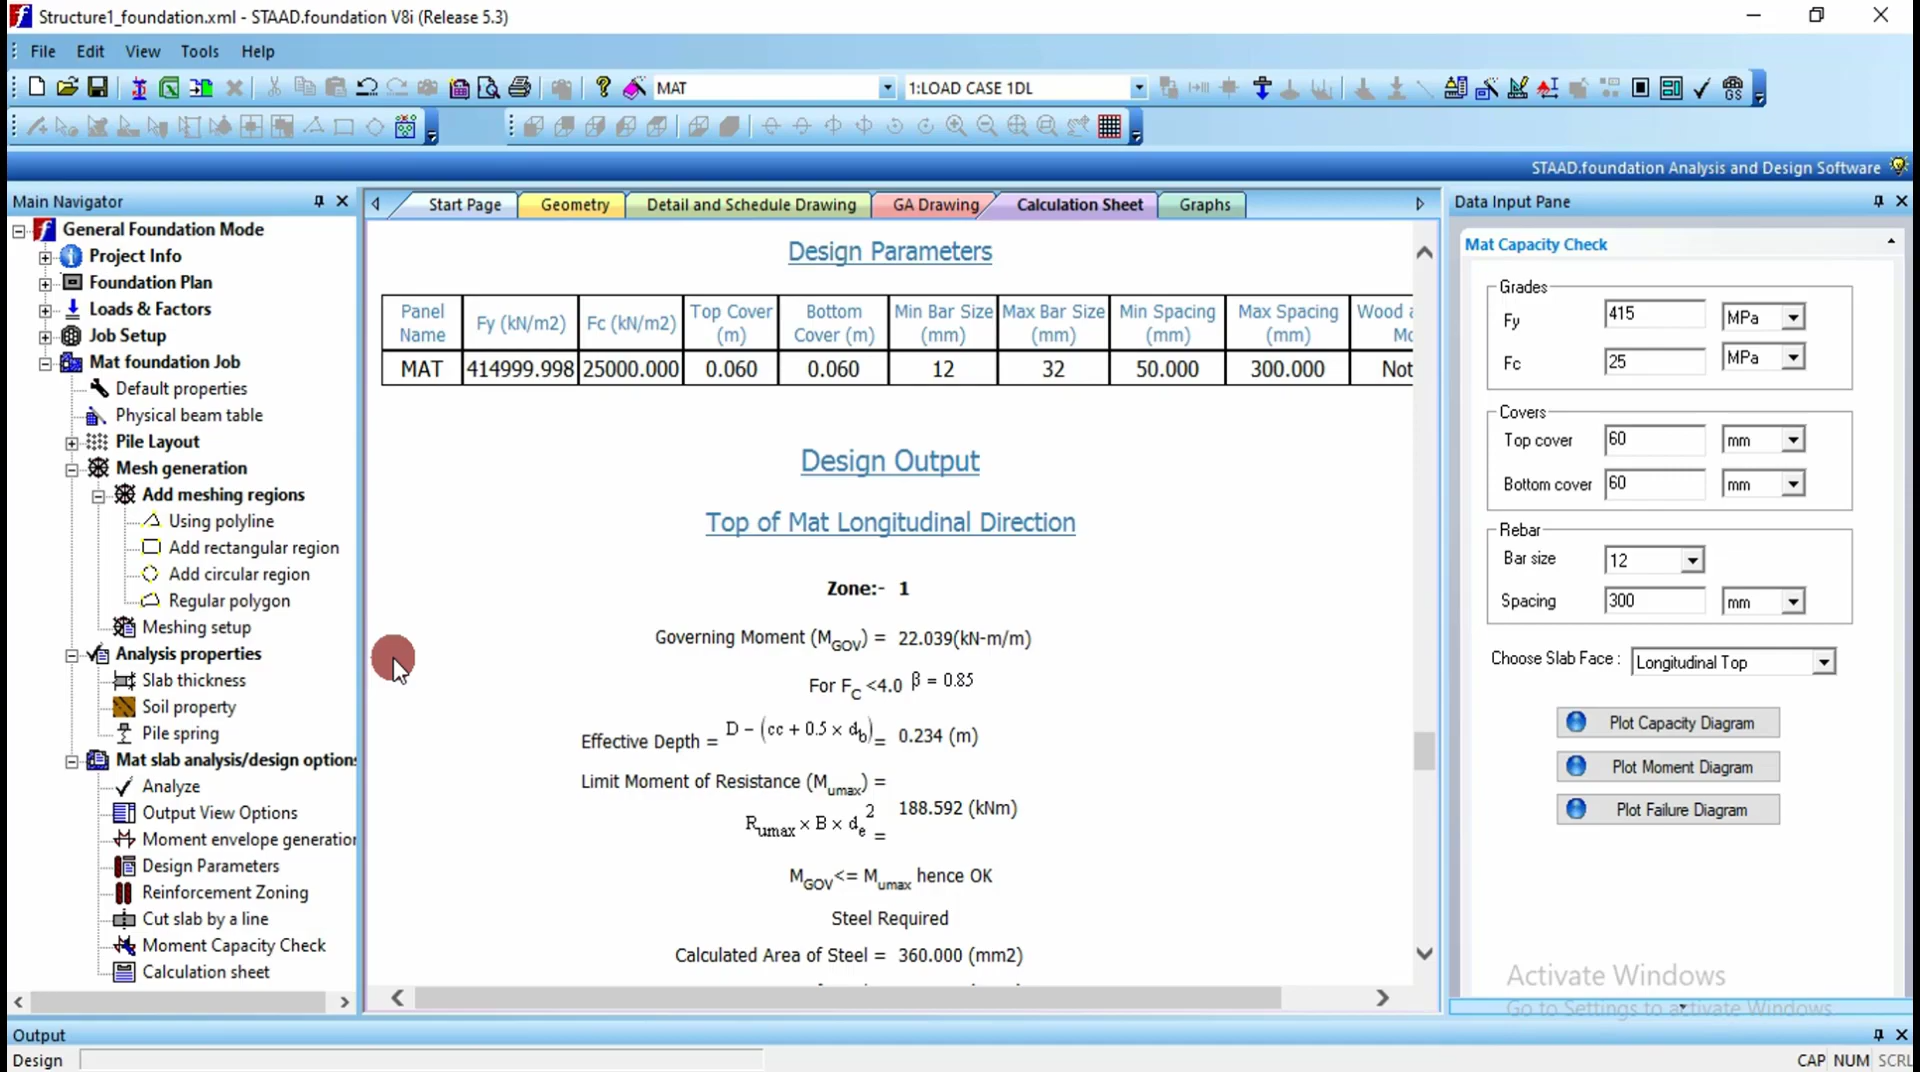 Structure1_foundation.xml - STAAD.foundation V8i (Release 5.3)
File Edit View Tools Help
MAT 1:LOAD CASE 1DL
STAAD.foundation Analysis and Design Software
Main Navigator
General Foundation Mode
Project Info
Foundation Plan
Loads & Factors
Job Setup
Mat foundation Job
Default properties
Physical beam table
Pile Layout
Mesh generation
Add meshing regions
Using polyline
Add rectangular region
Add circular region
Regular polygon
Meshing setup
Analysis properties
Slab thickness
Soil property
Pile spring
Mat slab analysis/design option
Analyze
Output View Options
Moment envelope generation
Design Parameters
Reinforcement Zoning
Cut slab by a line
Moment Capacity Check
Calculation sheet
Start Page Geometry Detail and Schedule Drawing GA Drawing Calculation Sheet Graphs
Design Parameters
Panel Name Fy (kN/m2) Fc (kN/m2) Top Cover (m) Bottom Cover (m) Min Bar Size (mm) Max Bar Size (mm) Min Spacing (mm) Max Spacing (mm) Wood
MAT 414999.998 25000.000 0.060 0.060 12 32 50.000 300.000 Not
Design Output
Top of Mat Longitudinal Direction
Zone:- 1
Governing Moment (MGOV) = 22.039(kN-m/m)
For FC <4.0 β = 0.85
Effective Depth = D − (cc + 0.5 × db) = 0.234 (m)
Limit Moment of Resistance (Mumax) =
Rumax × B × de2 = 188.592 (kNm)
MGOV<= Mumax hence OK
Steel Required
Calculated Area of Steel = 360.000 (mm2)
Data Input Pane
Mat Capacity Check
Grades
Fy 415 MPa
Fc 25 MPa
Covers
Top cover 60 mm
Bottom cover 60 mm
Rebar
Bar size 12
Spacing 300 mm
Choose Slab Face : Longitudinal Top
Plot Capacity Diagram
Plot Moment Diagram
Plot Failure Diagram
Activate Windows
Go to Settings to activate Windows
Output
Design
CAP NUM SCRL